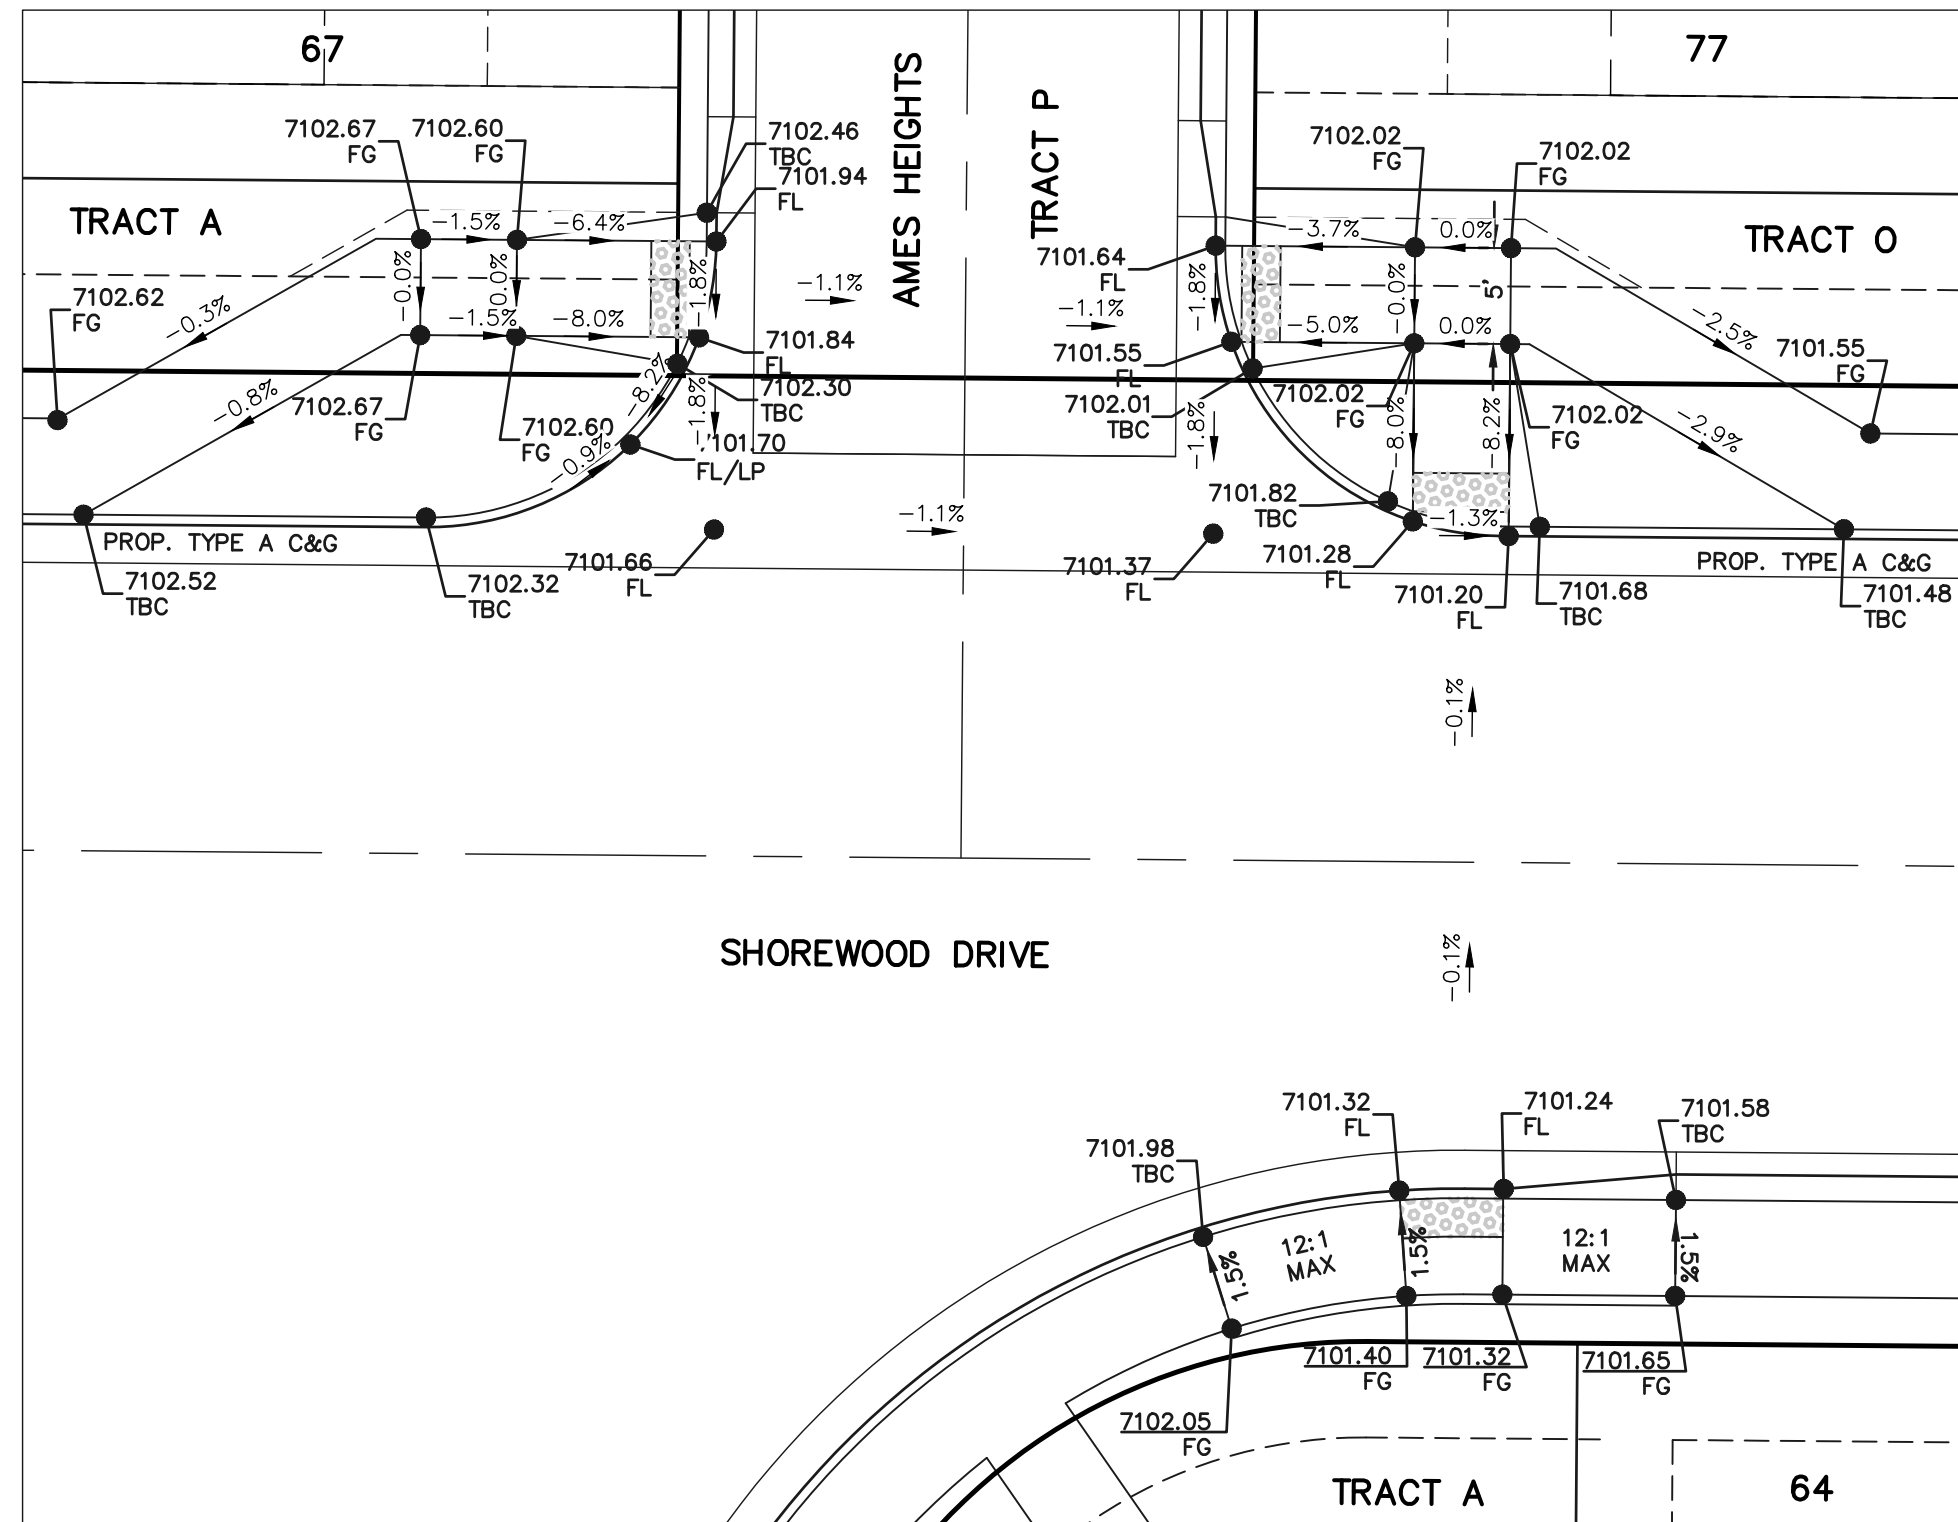 67
77
7102.67
FG
7102.60
FG
7102.46
TBC
7101.94
FL
AMES HEIGHTS
TRACT P
7102.02
FG
7102.02
FG
TRACT A
-1.5%
-6.4%
-3.7%
0.0%
TRACT O
-0.0%
0.0%
-1.8%
-1.1%
7101.64
FL
-1.8%
-0.0%
5'
7102.62
FG
-0.3%
-1.5%
-8.0%
-1.1%
-5.0%
0.0%
-2.5%
7101.84
FL
7101.55
FL
7101.55
FG
-0.8%
7102.67
FG
7102.60
FG
-8.2%
-1.8%
7102.30
TBC
7102.01
TBC
-1.8%
7102.02
FG
-8.0%
-8.2%
7102.02
FG
-2.9%
-0.9%
7101.70
FL/LP
7101.82
TBC
-1.1%
-1.3%
PROP. TYPE A C&G
7101.66
FL
7101.37
FL
7101.28
FL
PROP. TYPE A C&G
7102.52
TBC
7102.32
TBC
7101.20
FL
7101.68
TBC
7101.48
TBC
-0.1%
SHOREWOOD DRIVE
-0.1%
7101.98
TBC
7101.32
FL
7101.24
FL
7101.58
TBC
1.5%
12:1
MAX
1.5%
12:1
MAX
1.5%
7101.40
FG
7101.32
FG
7101.65
FG
7102.05
FG
TRACT A
64